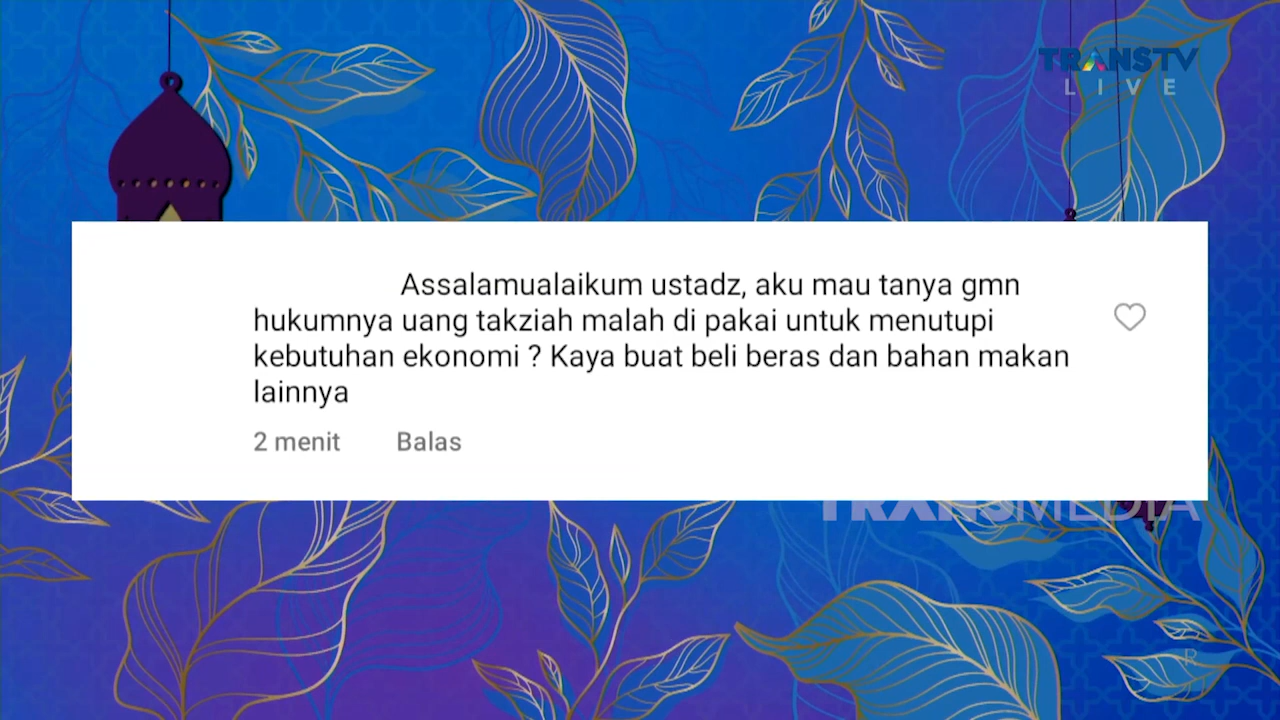 TRANSTV
LIVE
Assalamualaikum ustadz, aku mau tanya gmn
hukumnya uang takziah malah di pakai untuk menutupi
kebutuhan ekonomi ? Kaya buat beli beras dan bahan makan
lainnya
2 menit Balas
TRANSMEDIA
R